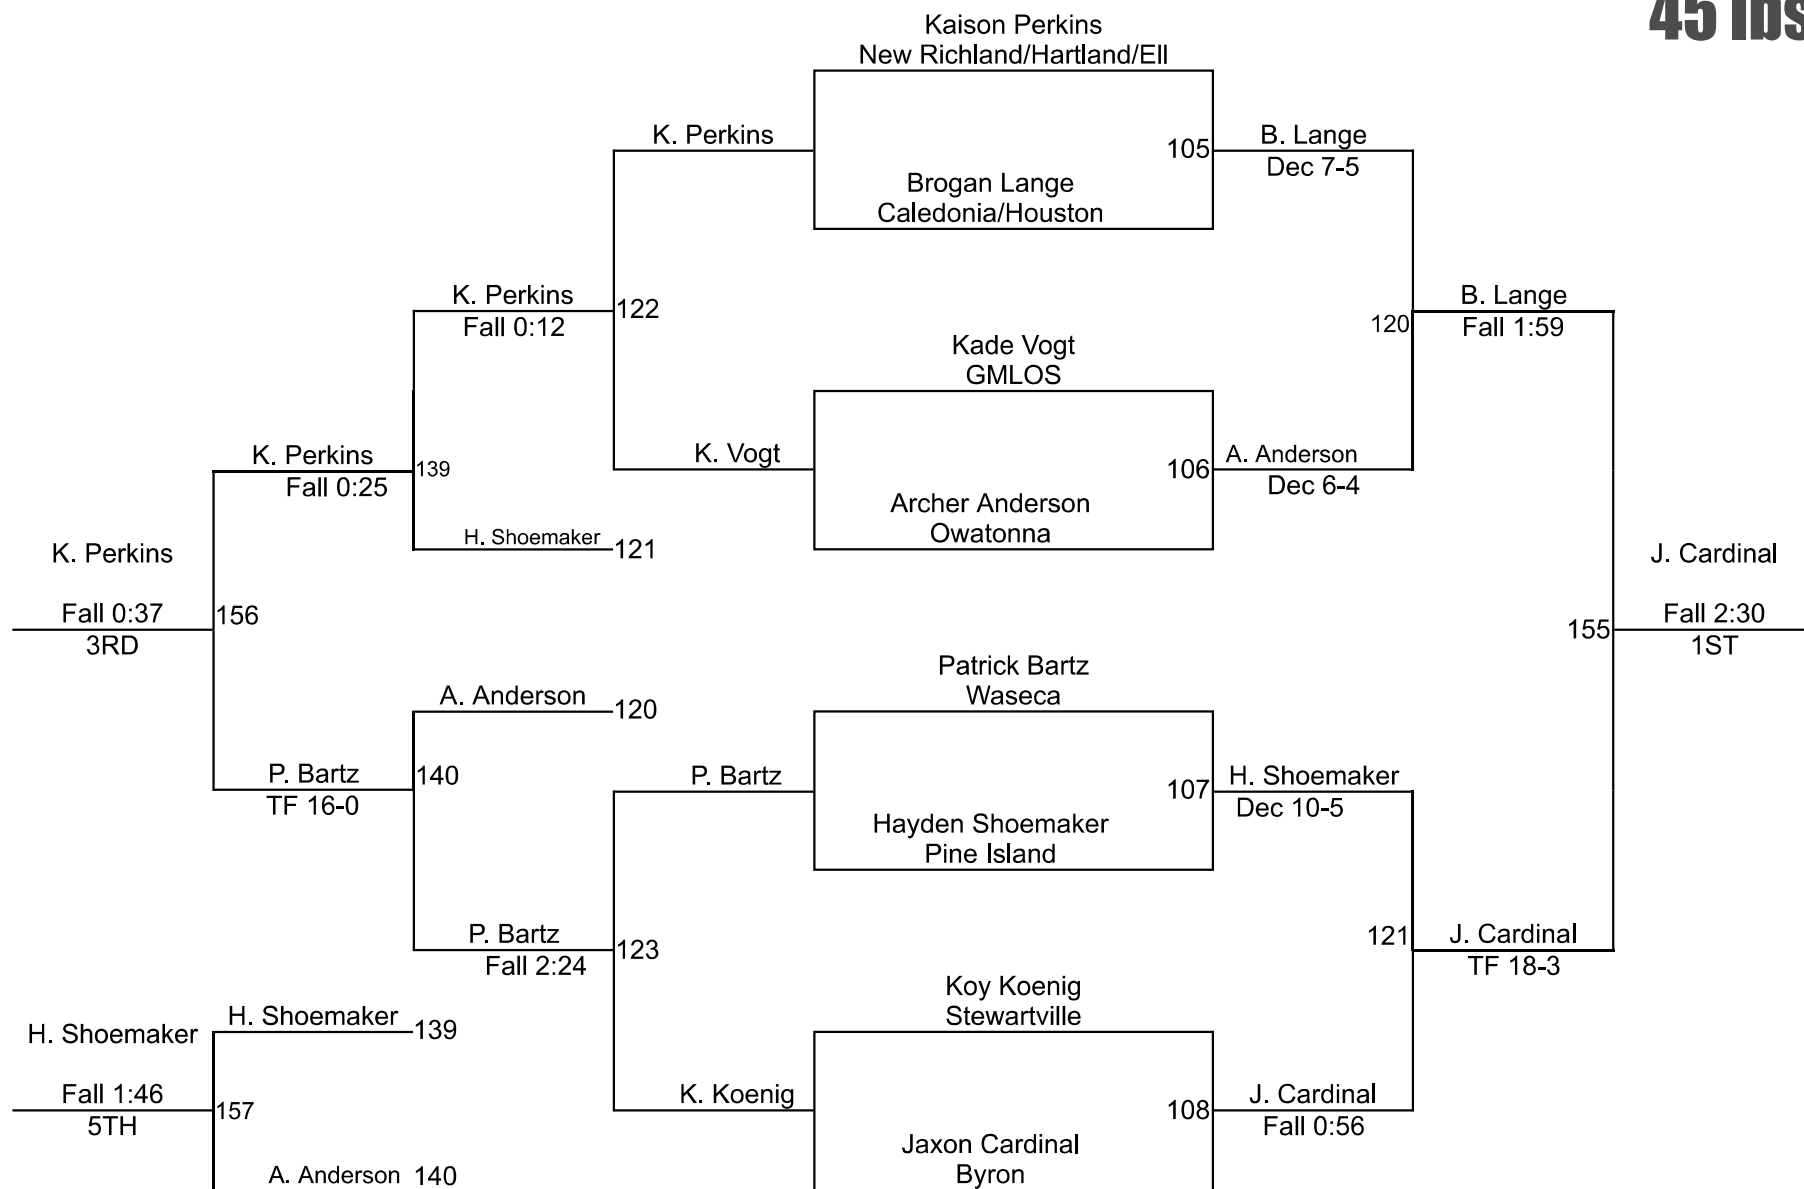 45 lbs
Kaison Perkins
New Richland/Hartland/Ell
K. Perkins
105
B. Lange
Dec 7-5
Brogan Lange
Caledonia/Houston
K. Perkins
Fall 0:12
122
120
B. Lange
Fall 1:59
Kade Vogt
GMLOS
K. Perkins
Fall 0:25
139
K. Vogt
106
A. Anderson
Dec 6-4
Archer Anderson
Owatonna
H. Shoemaker
121
K. Perkins
Fall 0:37
3RD
156
J. Cardinal
155
Fall 2:30
1ST
Patrick Bartz
Waseca
A. Anderson
120
P. Bartz
TF 16-0
140
P. Bartz
107
H. Shoemaker
Dec 10-5
Hayden Shoemaker
Pine Island
P. Bartz
Fall 2:24
123
121
J. Cardinal
TF 18-3
Koy Koenig
Stewartville
H. Shoemaker
H. Shoemaker
139
Fall 1:46
5TH
157
K. Koenig
108
J. Cardinal
Fall 0:56
Jaxon Cardinal
Byron
A. Anderson
140